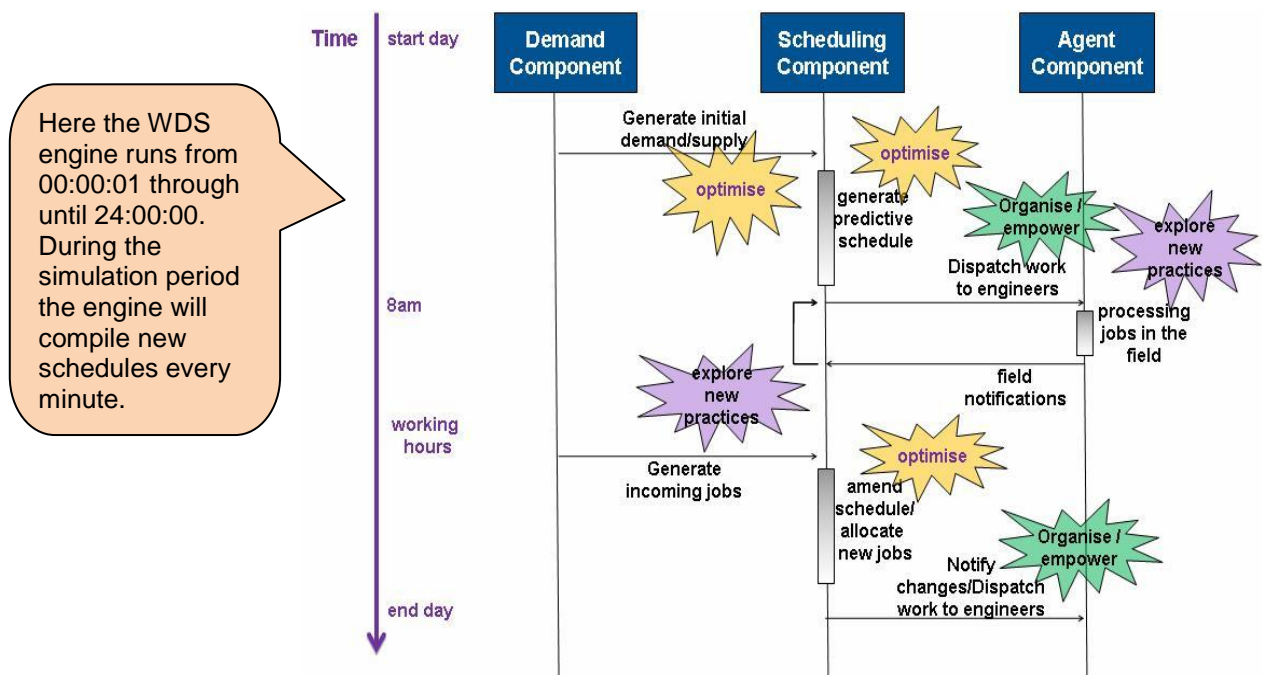 Time
start day
Demand
Component
Scheduling
Component
Agent
Component
Here the WDS
engine runs from
00:00:01 through
until 24:00:00.
During the
simulation period
the engine will
compile new
schedules every
minute.
Generate initial
demand/supply
optimise
optimise
generate
predictive
schedule
Organise /
empower
explore
new
practices
Dispatch work
to engineers
8am
processing
jobs in the
field
field
notifications
explore
new
practices
working
hours
Generate
incoming jobs
optimise
amend
schedule/
allocate
new jobs
Organise /
empower
Notify
changes/Dispatch
work to engineers
end day